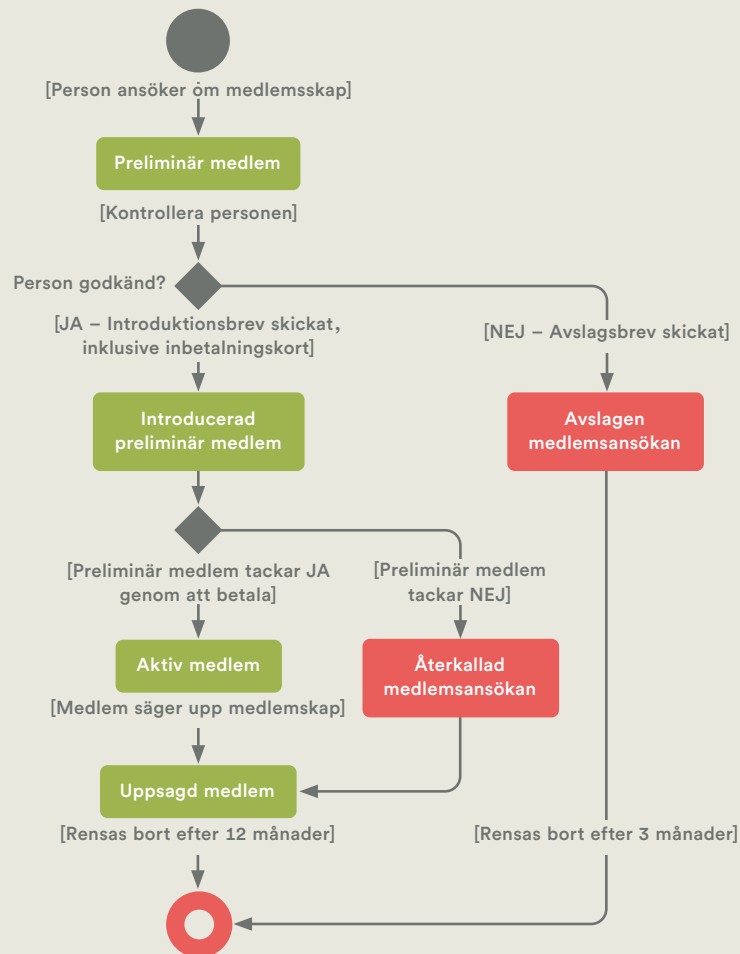 [Person ansöker om medlemsskap]
Preliminär medlem
[Kontrollera personen]
Person godkänd?
[JA – Introduktionsbrev skickat,
inklusive inbetalningskort]
[NEJ – Avslagsbrev skickat]
Introducerad
preliminär medlem
Avslagen
medlemsansökan
[Preliminär medlem tackar JA
genom att betala]
[Preliminär medlem
tackar NEJ]
Aktiv medlem
Återkallad
medlemsansökan
[Medlem säger upp medlemskap]
Uppsagd medlem
[Rensas bort efter 12 månader]
[Rensas bort efter 3 månader]